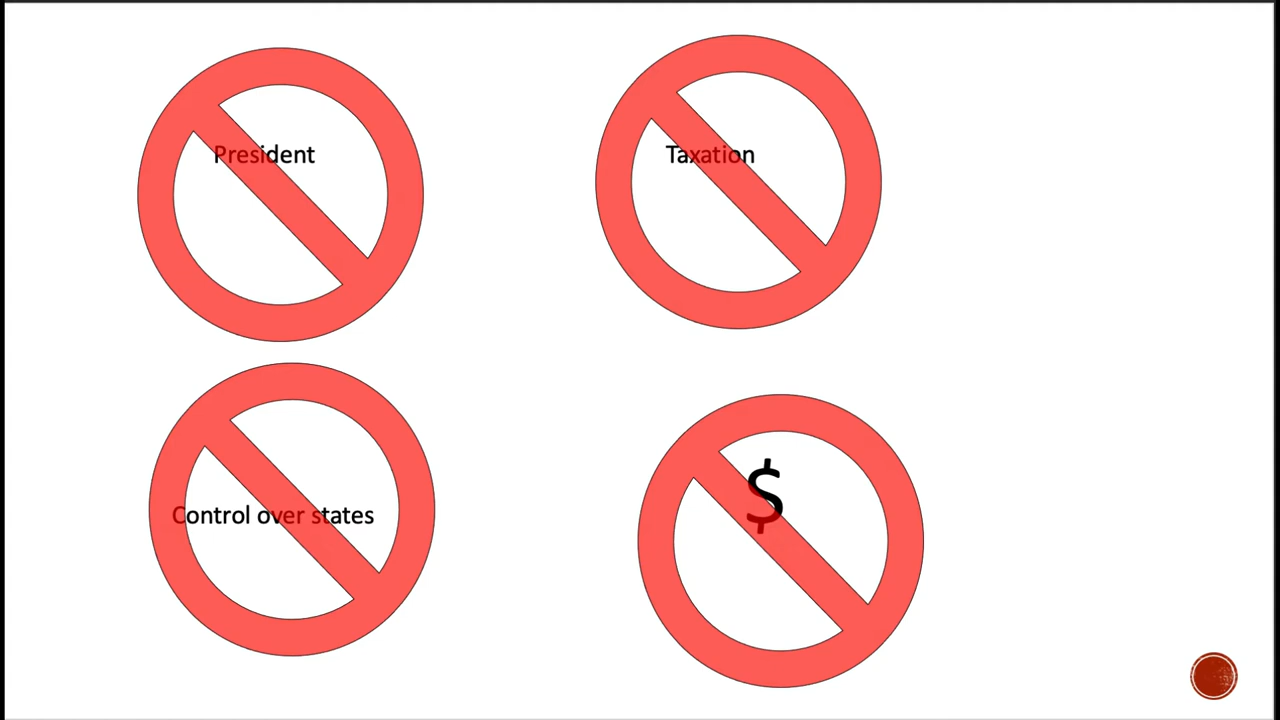 President
Taxation
Control over states
$